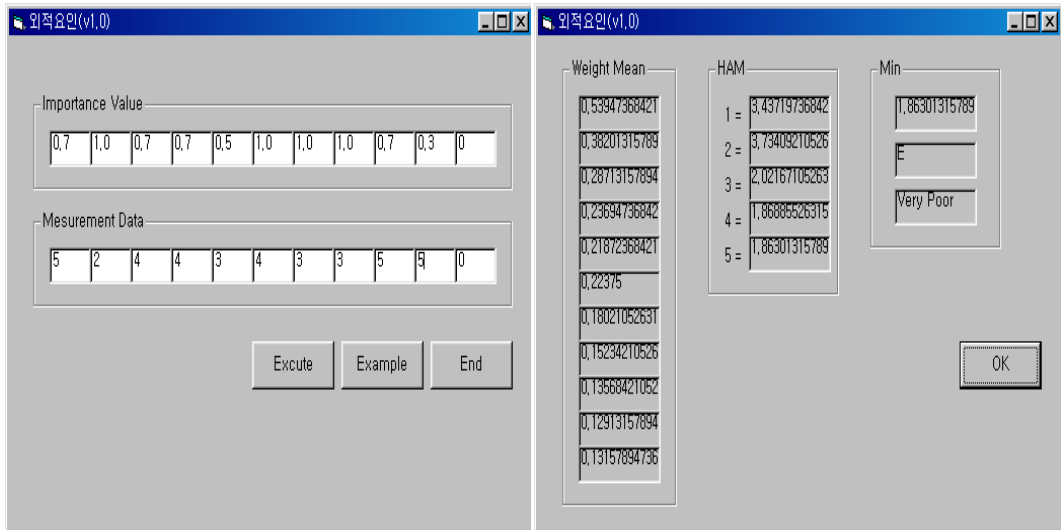 외적요인(v1,0)
Importance Value
0,7 1,0 0,7 0,7 0,5 1,0 1,0 1,0 0,7 0,3 0
Mesurement Data
5 2 4 4 3 4 3 3 5 5 0
Excute Example End
외적요인(v1,0)
Weight Mean
0,53947368421
0,38201315789
0,28713157894
0,23694736842
0,21872368421
0,22375
0,18021052631
0,15234210526
0,13568421052
0,12913157894
0,13157894736
HAM
1 = 3,43719736842
2 = 3,73409210526
3 = 2,02167105263
4 = 1,86885526315
5 = 1,86301315789
Min
1,86301315789
E
Very Poor
OK